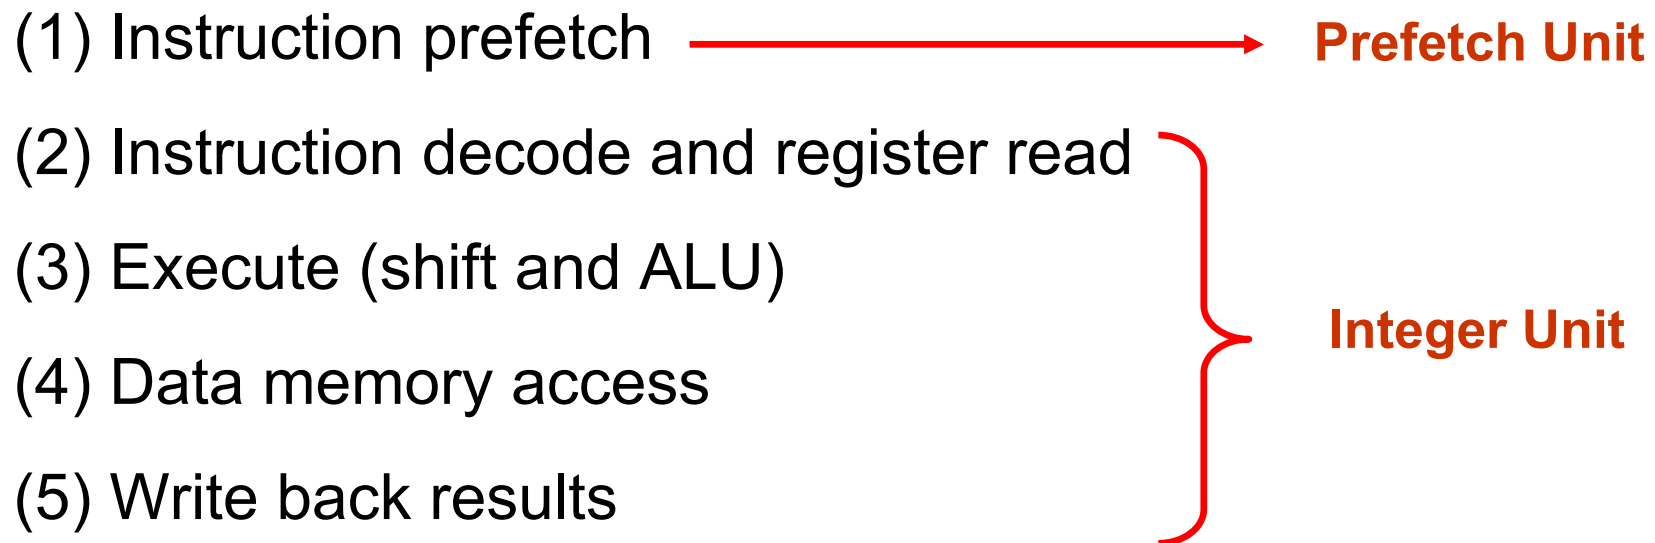 (1) Instruction prefetch Prefetch Unit
(2) Instruction decode and register read
(3) Execute (shift and ALU)
Integer Unit
(4) Data memory access
(5) Write back results